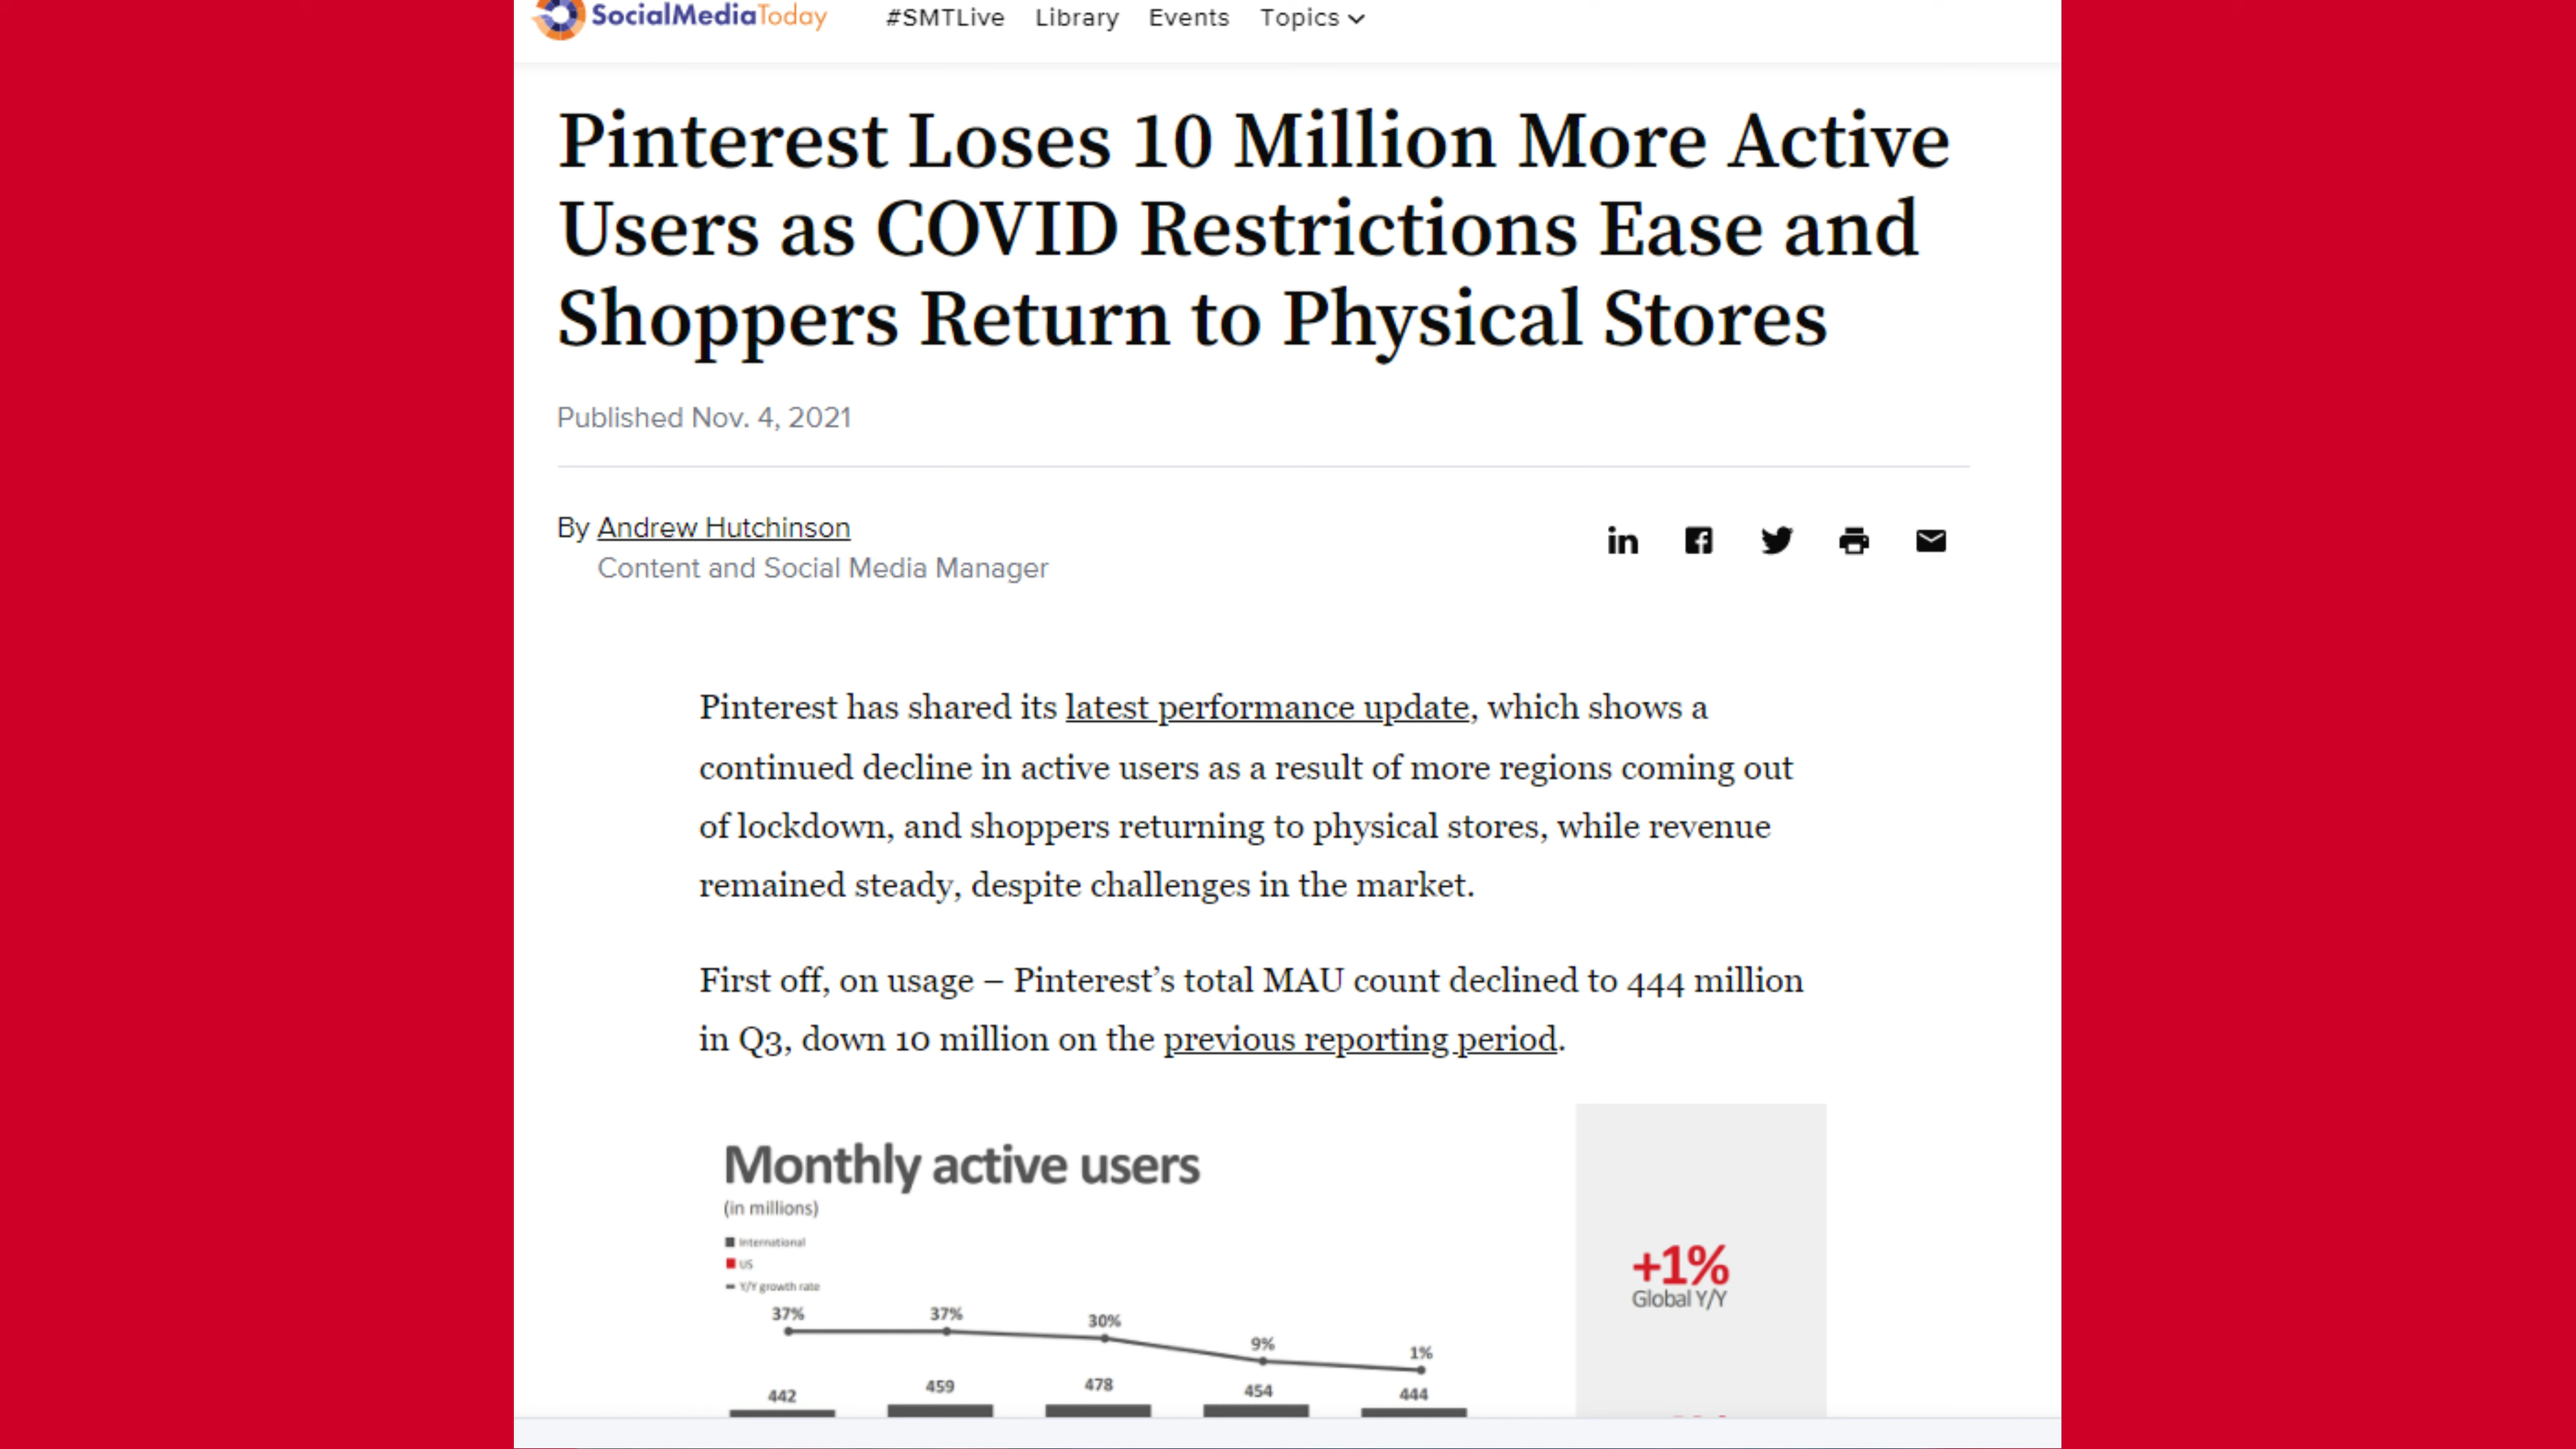 SocialMediaToday #SMTLive Library Events Topics
Pinterest Loses 10 Million More Active
Users as COVID Restrictions Ease and
Shoppers Return to Physical Stores
Published Nov. 4, 2021
By Andrew Hutchinson
Content and Social Media Manager
Pinterest has shared its latest performance update, which shows a
continued decline in active users as a result of more regions coming out
of lockdown, and shoppers returning to physical stores, while revenue
remained steady, despite challenges in the market.
First off, on usage – Pinterest’s total MAU count declined to 444 million
in Q3, down 10 million on the previous reporting period.
Monthly active users
(in millions)
International
US
Y/Y growth rate
+1%
Global Y/Y
37% 37% 30% 9% 1%
442 459 478 454 444